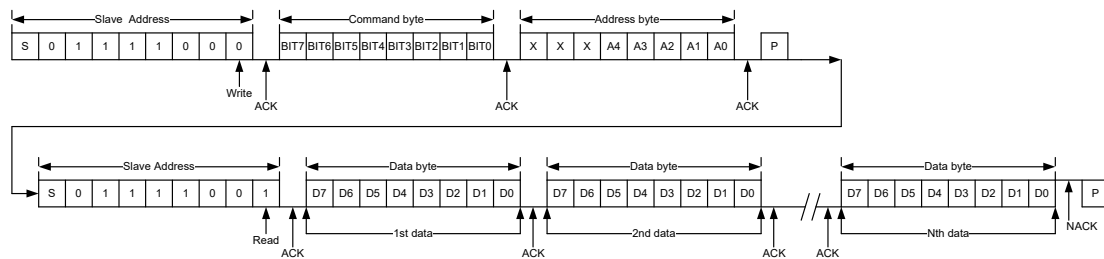 Slave Address Command byte Address byte
S 0 1 1 1 1 0 0 0 BIT7 BIT6 BIT5 BIT4 BIT3 BIT2 BIT1 BIT0 X X X A4 A3 A2 A1 A0 P
Write ACK ACK ACK
Slave Address Data byte Data byte Data byte
S 0 1 1 1 1 0 0 1 D7 D6 D5 D4 D3 D2 D1 D0 D7 D6 D5 D4 D3 D2 D1 D0 D7 D6 D5 D4 D3 D2 D1 D0 P
Read ACK 1st data ACK 2nd data ACK ACK Nth data NACK